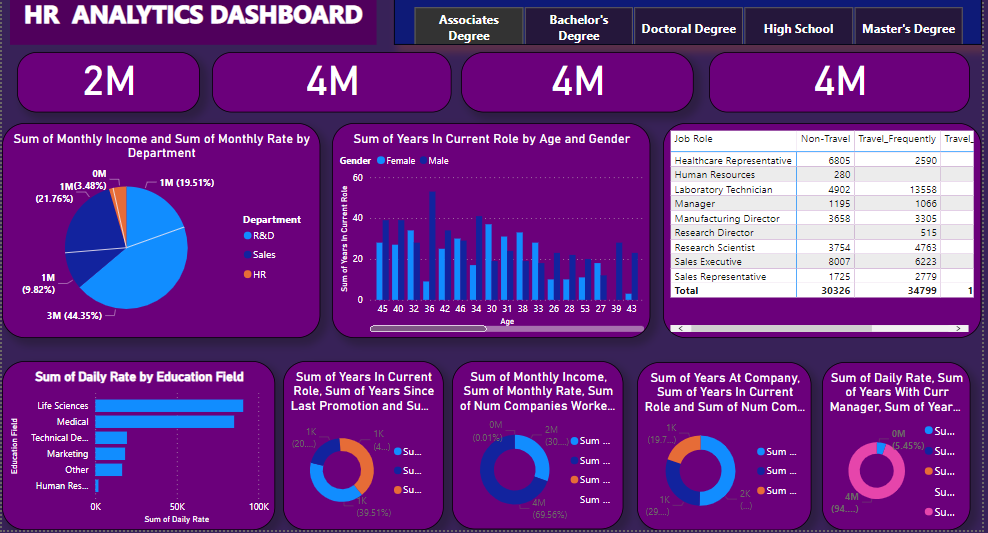 HR ANALYTICS DASHBOARD
Associates
Degree
Bachelor's
Degree
Doctoral Degree
High School
Master's Degree
2M
4M
4M
4M
Sum of Monthly Income and Sum of Monthly Rate by
Department
0M
(3.48%)
1M
(21.76%)
1M (19.51%)
1M
(9.82%)
3M (44.35%)
Department
R&D
Sales
HR
Sum of Years In Current Role by Age and Gender
Gender Female Male
Sum of Years In Current Role
60
40
20
0
45 40 32 36 42 46 34 30 31 38 33 26 28 53 27 39 43
Age
Job Role Non-Travel Travel_Frequently Travel_
Healthcare Representative 6805 2590
Human Resources 280
Laboratory Technician 4902 13558
Manager 1195 1066
Manufacturing Director 3658 3305
Research Director 515
Research Scientist 3754 4763
Sales Executive 8007 6223
Sales Representative 1725 2779
Total 30326 34799 1
Sum of Daily Rate by Education Field
Education Field
Life Sciences
Medical
Technical De...
Marketing
Other
Human Res...
0K 50K 100K
Sum of Daily Rate
Sum of Years In Current
Role, Sum of Years Since
Last Promotion and Su...
1K
(20....)
1K
(4...)
1K
(39.51%)
Su...
Su...
Su...
Sum of Monthly Income,
Sum of Monthly Rate, Sum
of Num Companies Worke...
0M
(0.01%)
2M
(30....)
4M
(69.56%)
Sum ...
Sum ...
Sum ...
Sum ...
Sum of Years At Company,
Sum of Years In Current
Role and Sum of Num Com...
1K
(19.7...)
1K
(29....)
2K
(...)
Sum ...
Sum ...
Sum ...
Sum of Daily Rate, Sum
of Years With Curr
Manager, Sum of Year...
0M
(5.45%)
4M
(94....)
Su...
Su...
Su...
Su...
Su...